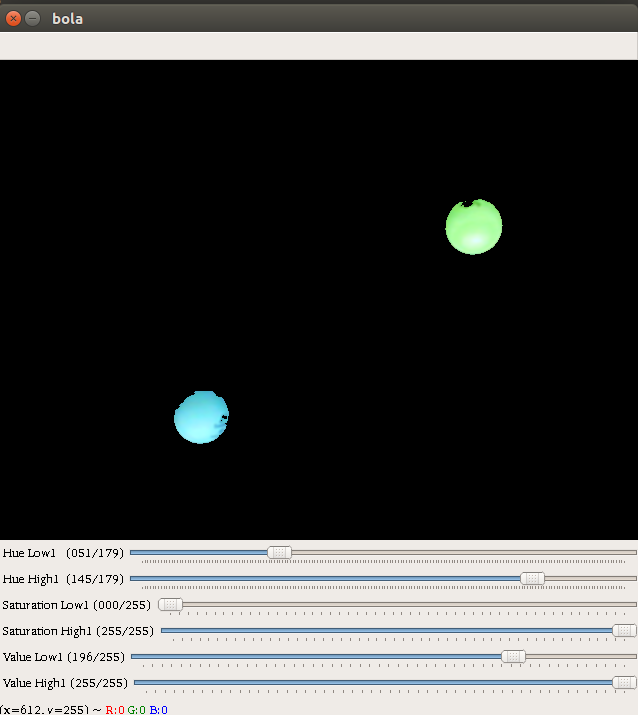 bola
Hue Low1 (051/179)
Hue High1 (145/179)
Saturation Low1 (000/255)
Saturation High1 (255/255)
Value Low1 (196/255)
Value High1 (255/255)
(x=612, y=255) ~ R:0 G:0 B:0